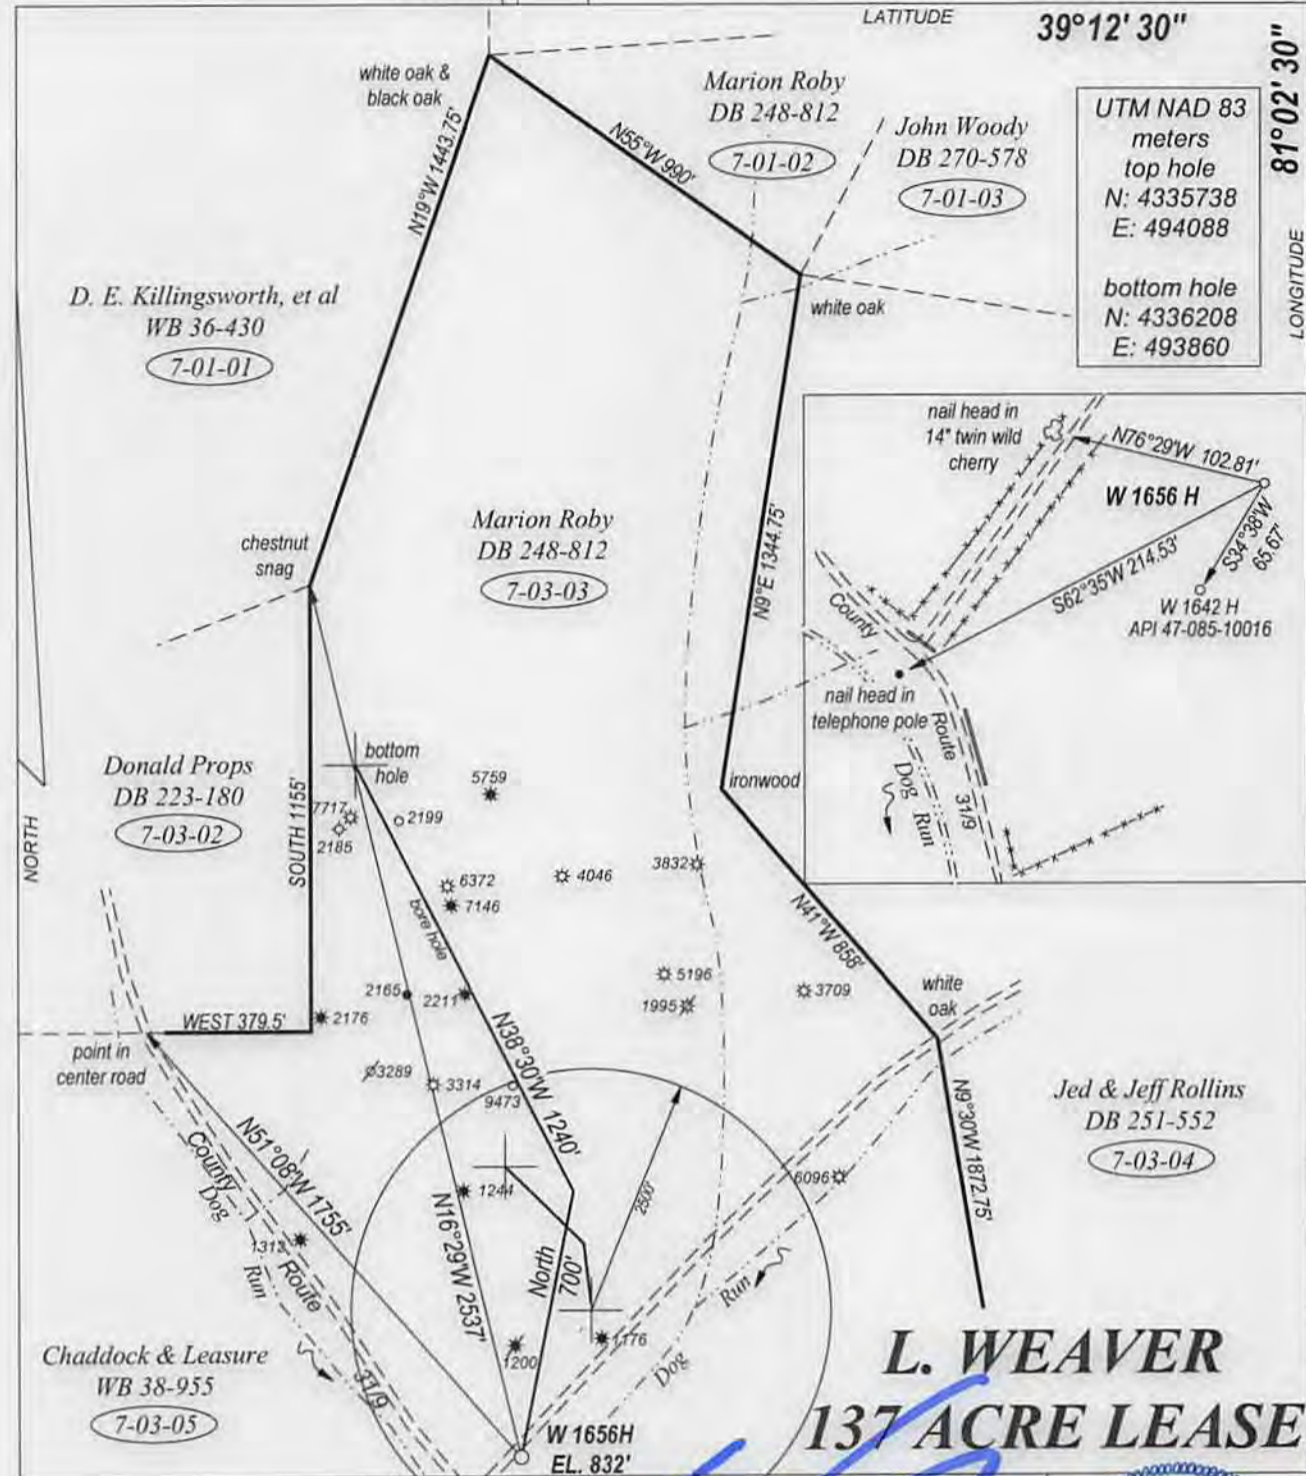 LATITUDE
39°12' 30"
81°02' 30"
LONGITUDE
UTM NAD 83
meters
top hole
N: 4335738
E: 494088
bottom hole
N: 4336208
E: 493860
white oak &
black oak
Marion Roby
DB 248-812
7-01-02
John Woody
DB 270-578
7-01-03
N19°W 1443.75'
N55°W 990'
white oak
D. E. Killingsworth, et al
WB 36-430
7-01-01
nail head in
14" twin wild
cherry
N76°29'W 102.81'
W 1656 H
S34°38'W
65.67'
S62°35'W 214.53'
W 1642 H
API 47-085-10016
County
Route
31/9
nail head in
telephone pole
Dog
Run
chestnut
snag
Marion Roby
DB 248-812
7-03-03
N9°E 1344.75'
ironwood
NORTH
Donald Props
DB 223-180
7-03-02
SOUTH 1155'
bottom
hole
5759
7717
2185
2199
6372
7146
4046
3832
bore hole
N41°W 858'
5196
1995
3709
white
oak
2165
2211
2176
WEST 379.5'
point in
center road
3289
3314
9473
N38°30'W 1240'
N51°08'W 1755'
County
Dog
1244
2500'
6096
N9°30'W 1872.75'
Jed & Jeff Rollins
DB 251-552
7-03-04
1313
Run
Route
31/9
N16°29'W 2537'
North
700'
Run
Dog
1200
1176
Chaddock & Leasure
WB 38-955
7-03-05
W 1656H
EL. 832'
L. WEAVER
137 ACRE LEASE